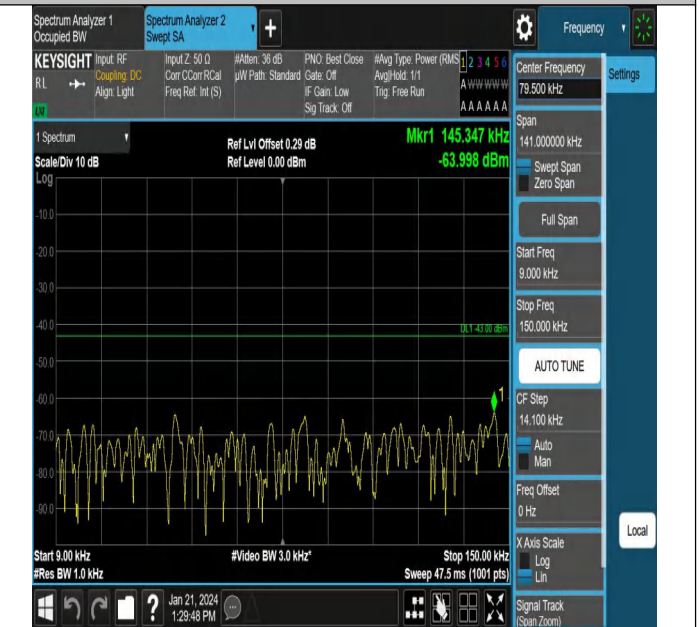 Spectrum Analyzer 1
Occupied BW
Spectrum Analyzer 2
Swept SA
+
Frequency
KEYSIGHT
RL
Input: RF
Coupling: DC
Align: Light
Input Z: 50 Ω
Corr CCorr RCal
Freq Ref: Int (S)
#Atten: 36 dB
µW Path: Standard
PNO: Best Close
Gate: Off
IF Gain: Low
Sig Track: Off
#Avg Type: Power (RMS
Avg|Hold: 1/1
Trig: Free Run
1 2 3 4 5 6
A W W W W W
A A A A A A
Center Frequency
79.500 kHz
Settings
Span
141.000000 kHz
Swept Span
Zero Span
Full Span
Start Freq
9.000 kHz
Stop Freq
150.000 kHz
AUTO TUNE
CF Step
14.100 kHz
Auto
Man
Freq Offset
0 Hz
X Axis Scale
Log
Lin
Signal Track
(Span Zoom)
Local
1 Spectrum
Scale/Div 10 dB
Log
Ref Lvl Offset 0.29 dB
Ref Level 0.00 dBm
Mkr1 145.347 kHz
-63.998 dBm
-10.0
-20.0
-30.0
-40.0
DL1 -43.00 dBm
-50.0
-60.0
1
-70.0
-80.0
-90.0
Start 9.00 kHz
#Video BW 3.0 kHz*
Stop 150.00 kHz
#Res BW 1.0 kHz
Sweep 47.5 ms (1001 pts)
?
Jan 21, 2024
1:29:48 PM